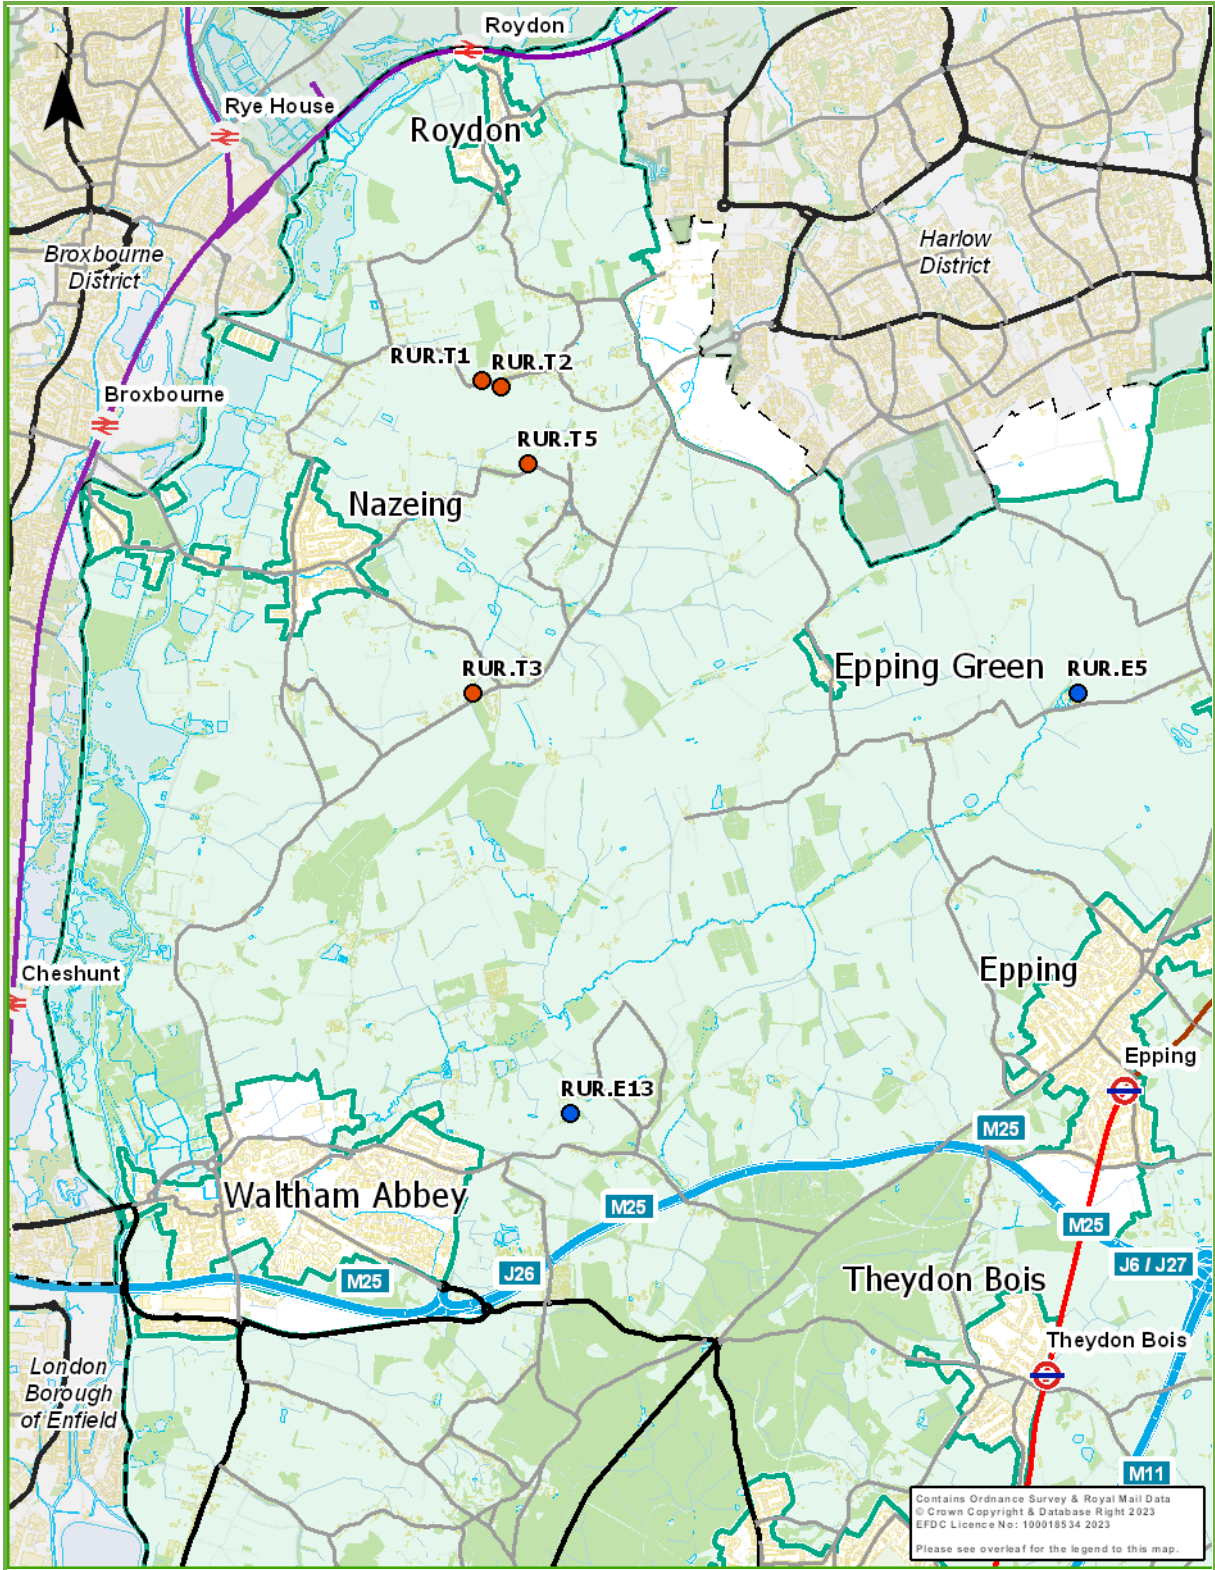 Roydon
N
Rye House
Roydon
Broxbourne
District
Harlow
District
RUR.T1
RUR.T2
Broxbourne
RUR.T5
Nazeing
RUR.T3
Epping Green
RUR.E5
Cheshunt
Epping
Epping
RUR.E13
M25
Waltham Abbey
M25
M25
M25
J26
J6 / J27
Theydon Bois
Theydon Bois
London
Borough
of Enfield
M11
Contains Ordnance Survey & Royal Mail Data
© Crown Copyright & Database Right 2023
EFDC Licence No: 100018534 2023
Please see overleaf for the legend to this map.